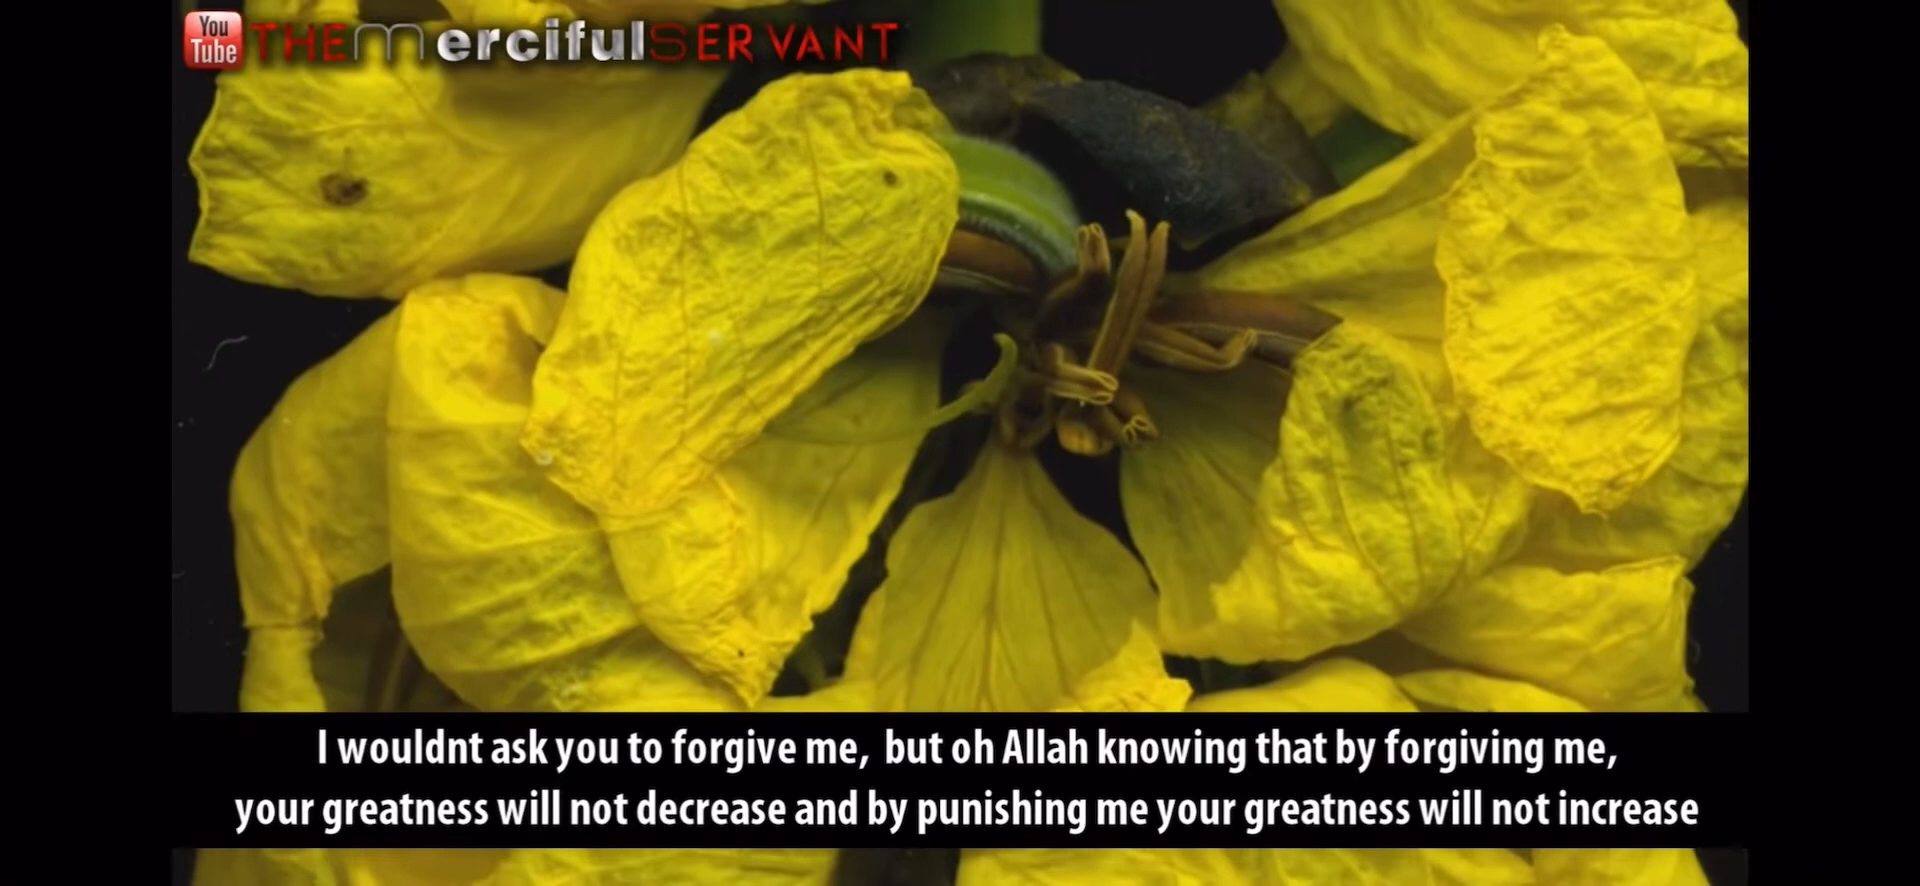 You Tube THEmercifulSERVANT
I wouldnt ask you to forgive me, but oh Allah knowing that by forgiving me,
your greatness will not decrease and by punishing me your greatness will not increase